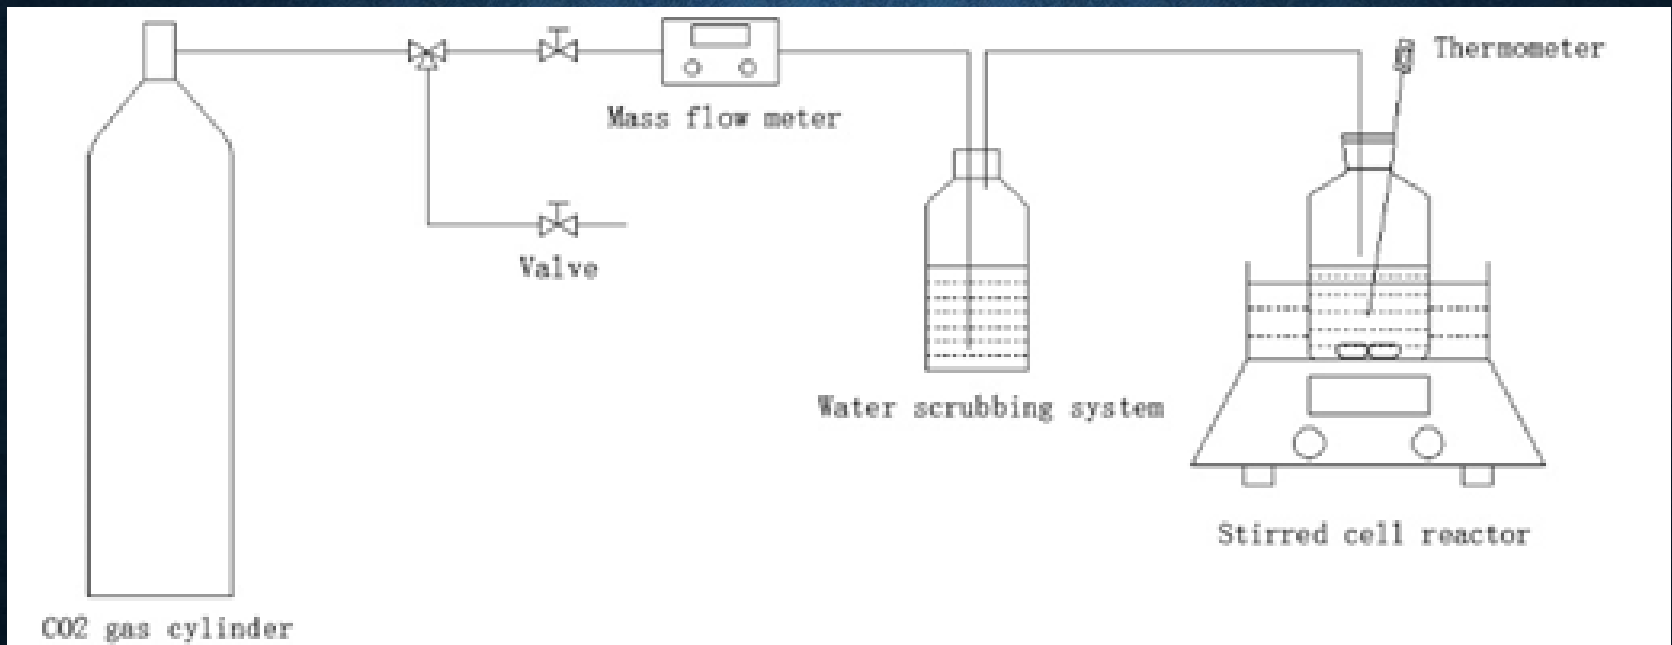 Thermometer
Mass flow meter
Valve
Water scrubbing system
Stirred cell reactor
CO2 gas cylinder